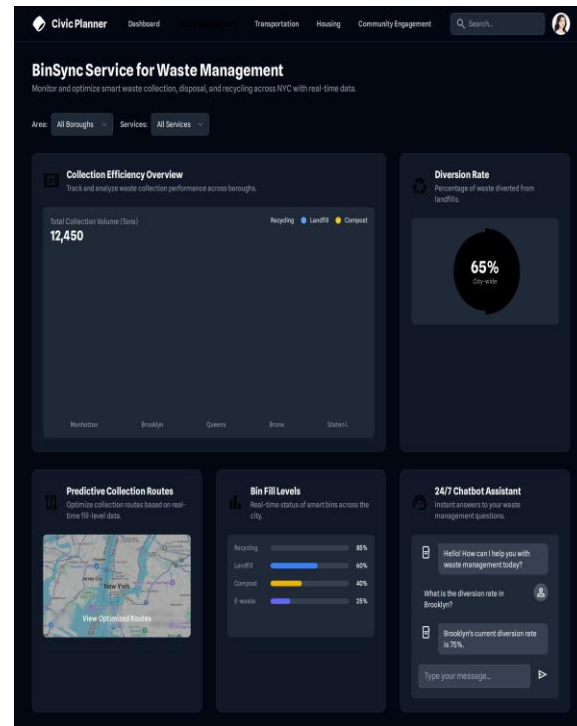 Civic Planner
Dashboard
Transportation
Housing
Community Engagement
Search...
BinSync Service for Waste Management
Monitor and optimize smart waste collection, disposal, and recycling across NYC with real-time data.
Area:
All Boroughs
Services:
All Services
Collection Efficiency Overview
Track and analyze waste collection performance across boroughs.
Total Collection Volume (Tons)
12,450
Recycling
Landfill
Compost
Manhattan
Brooklyn
Queens
Bronx
Staten I
Diversion Rate
Percentage of waste diverted from
landfills.
65%
City-wide
Predictive Collection Routes
Optimize collection routes based on real-
time fill-level data.
Jersey City
New York
View Optimized Routes
Bin Fill Levels
Real-time status of smart bins across the
city.
Recycling
85%
Landfill
60%
Compost
40%
E-waste
25%
24/7 Chatbot Assistant
Instant answers to your waste
management questions.
Hello! How can I help you with
waste management today?
What is the diversion rate in
Brooklyn?
Brooklyn's current diversion rate
is 75%.
Type your message...